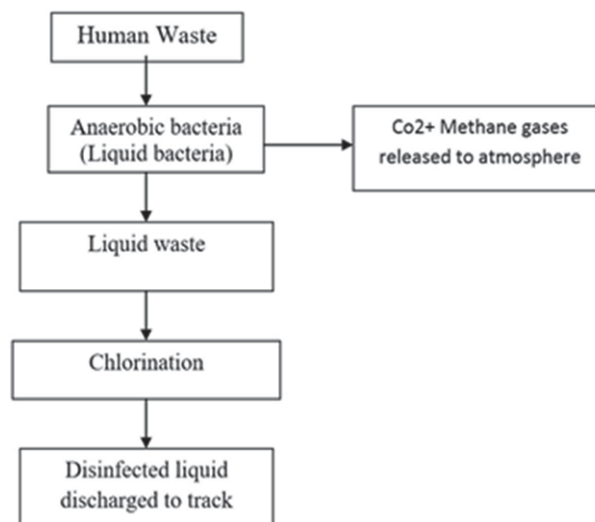 Human Waste
Anaerobic bacteria
(Liquid bacteria)
Co2+ Methane gases
released to atmosphere
Liquid waste
Chlorination
Disinfected liquid
discharged to track